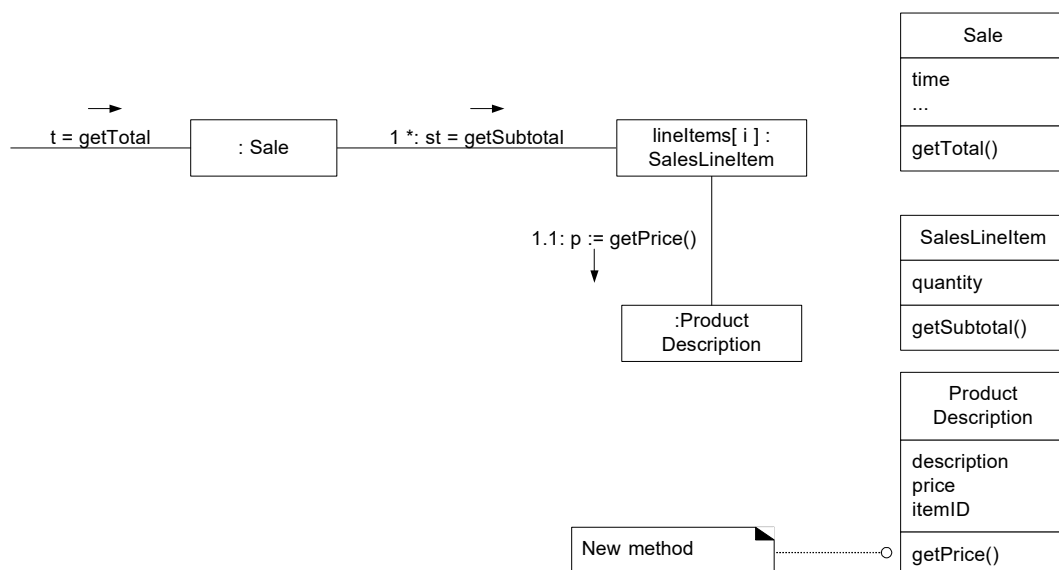 t = getTotal
: Sale
1 *: st = getSubtotal
lineItems[ i ] :
SalesLineItem
1.1: p := getPrice()
:Product
Description
Sale
time
...
getTotal()
SalesLineItem
quantity
getSubtotal()
Product
Description
description
price
itemID
getPrice()
New method